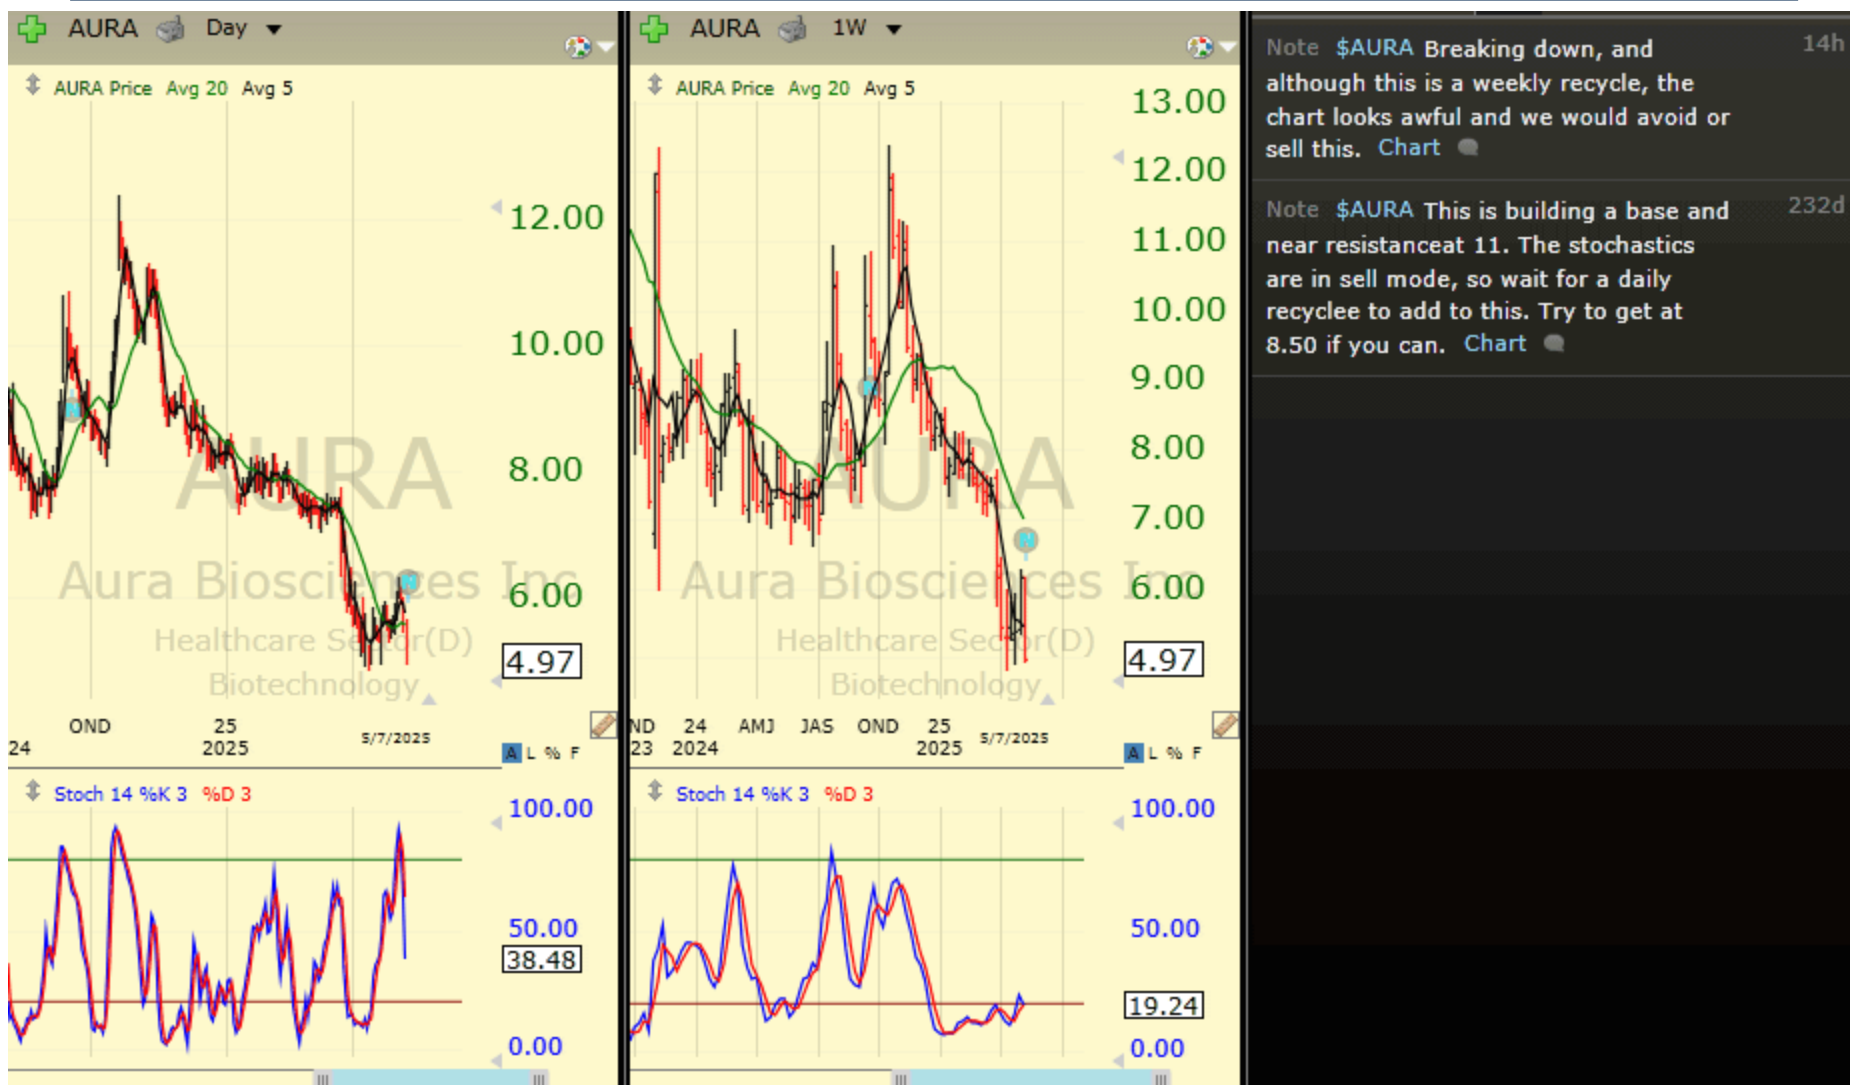 AURA Day
AURA Price Avg 20 Avg 5
12.00
10.00
8.00
6.00
4.97
AURA
Aura Biosciences Inc
Healthcare Sector(D)
Biotechnology
OND 25 5/7/2025
24 2025
A L % F
Stoch 14 %K 3 %D 3
100.00
50.00
38.48
0.00
N
N
AURA 1W
AURA Price Avg 20 Avg 5
13.00
12.00
11.00
10.00
9.00
8.00
7.00
6.00
4.97
AURA
Aura Biosciences Inc
Healthcare Sector(D)
Biotechnology
ND 24 AMJ JAS OND 25 5/7/2025
23 2024 2025
A L % F
Stoch 14 %K 3 %D 3
100.00
50.00
19.24
0.00
N
N
Note $AURA Breaking down, and 14h
although this is a weekly recycle, the
chart looks awful and we would avoid or
sell this. Chart
Note $AURA This is building a base and 232d
near resistanceat 11. The stochastics
are in sell mode, so wait for a daily
recyclee to add to this. Try to get at
8.50 if you can. Chart